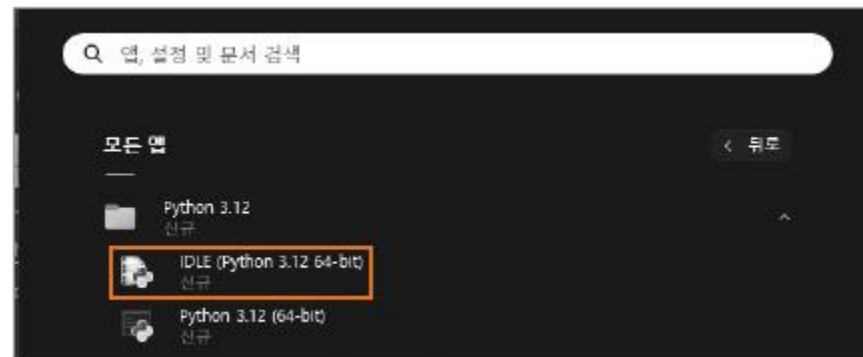 앱, 설정 및 문서 검색
모든 앱
< 뒤로
Python 3.12
신규
IDLE (Python 3.12 64-bit)
신규
Python 3.12 (64-bit)
신규